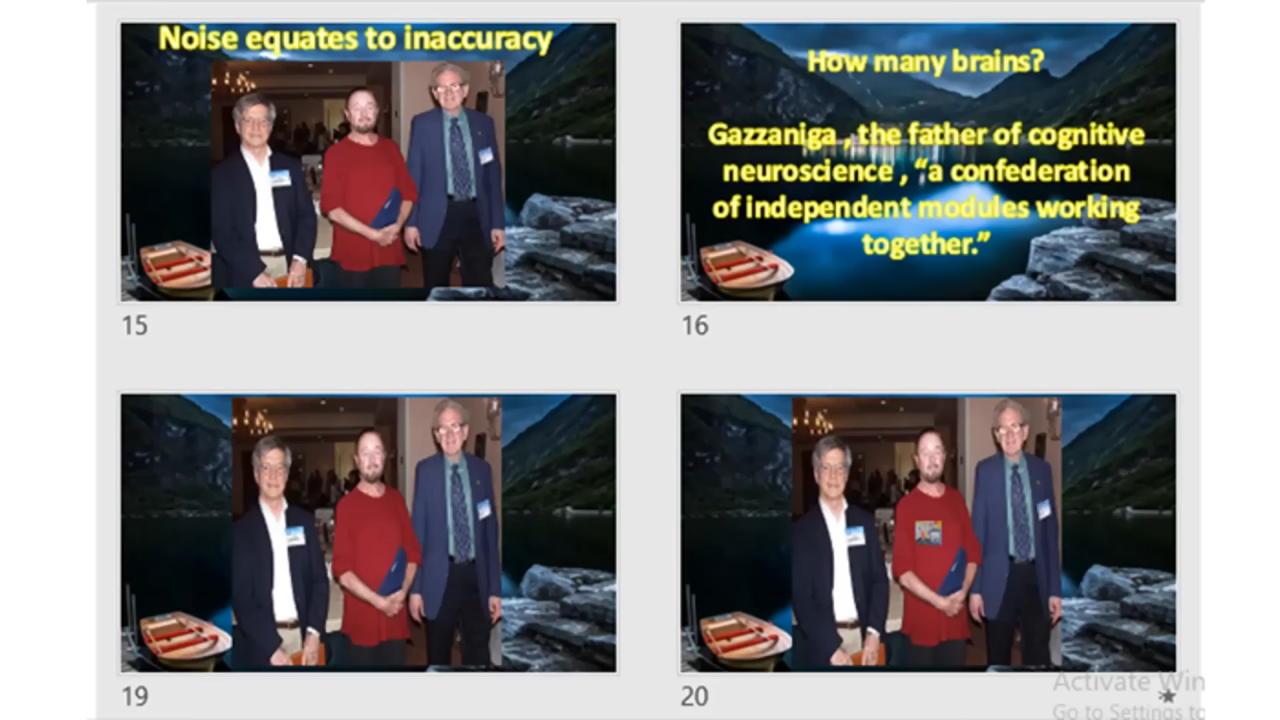 Noise equates to inaccuracy
15
How many brains?
Gazzaniga , the father of cognitive
neuroscience , “a confederation
of independent modules working
together.”
16
19
20
Activate Win
Go to Settings to